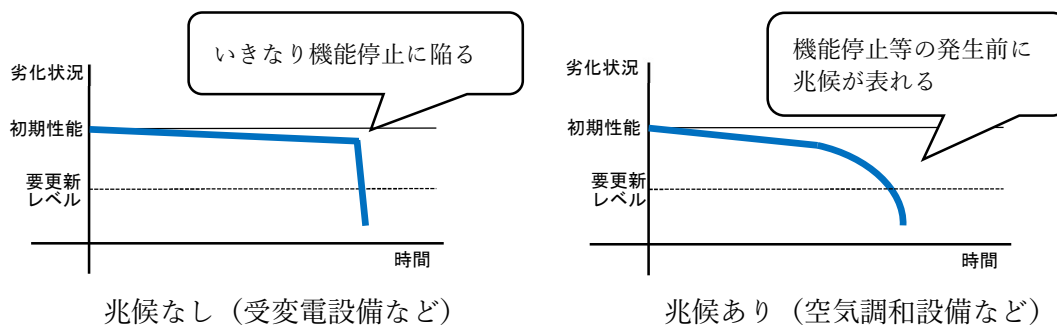 いきなり機能停止に陥る
劣化状況
初期性能
要更新
レベル
時間
兆候なし（受変電設備など）
機能停止等の発生前に
兆候が表れる
劣化状況
初期性能
要更新
レベル
時間
兆候あり（空気調和設備など）